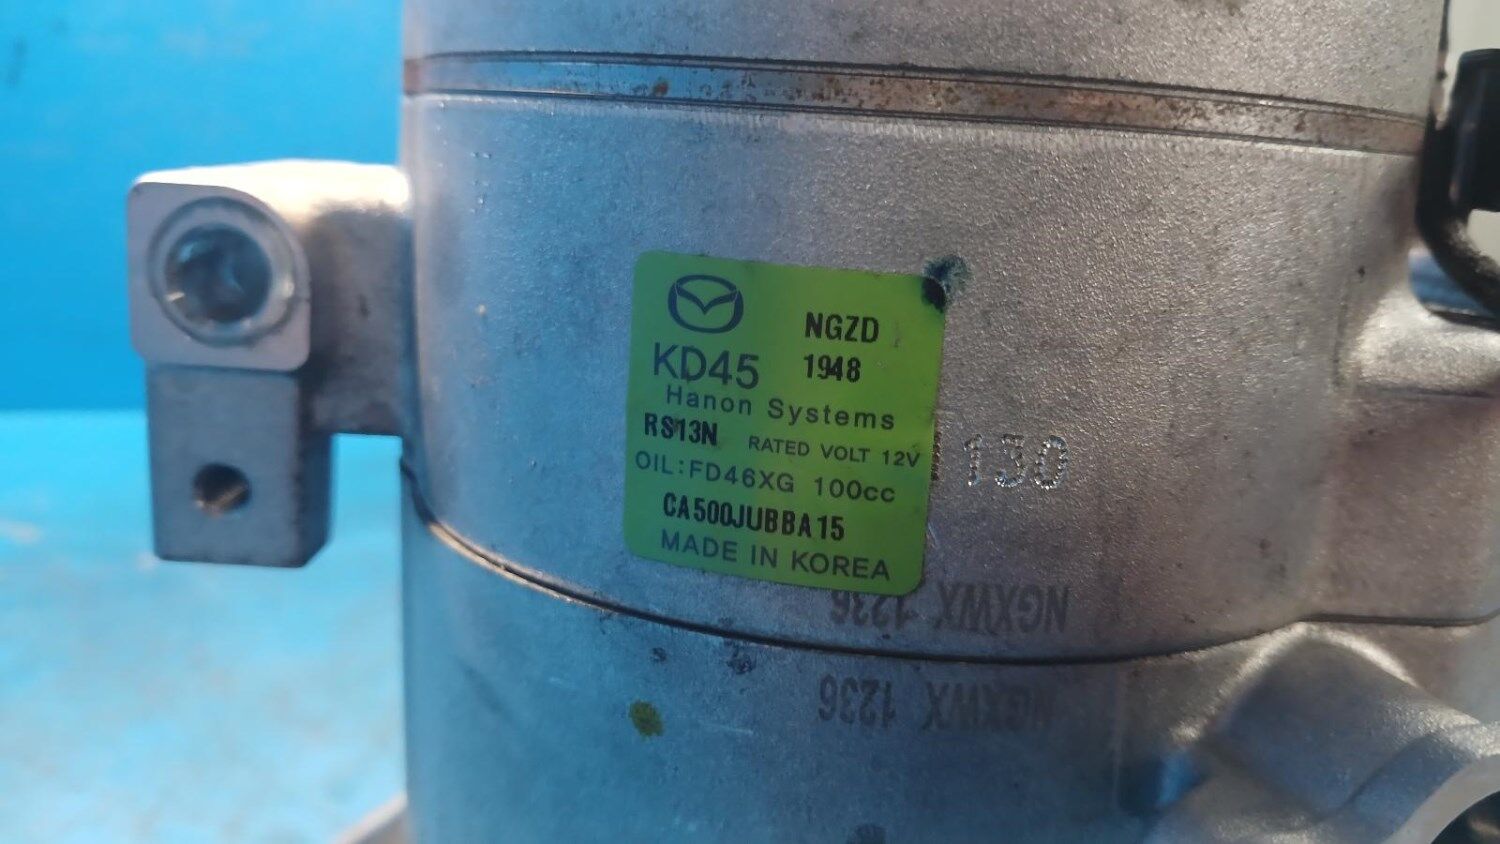 NGZD
KD45 1948
Hanon Systems
RS13N RATED VOLT 12V
OIL:FD46XG 100cc
CA500JUBBA15
MADE IN KOREA
130
NGXWX 1236
NGXWX 1236